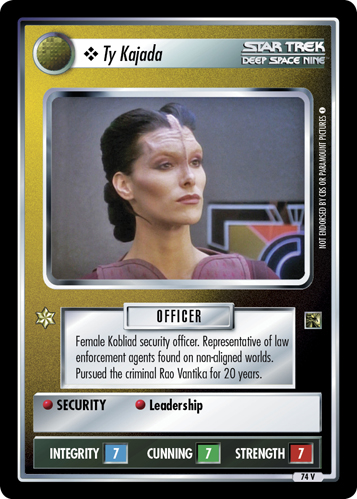 ❖ Ty Kajada
STAR TREK
DEEP SPACE NINE
NOT ENDORSED BY CBS OR PARAMOUNT PICTURES
OFFICER
Female Kobliad security officer. Representative of law
enforcement agents found on non-aligned worlds.
Pursued the criminal Rao Vantika for 20 years.
SECURITY
Leadership
INTEGRITY 7 CUNNING 7 STRENGTH 7
74 V